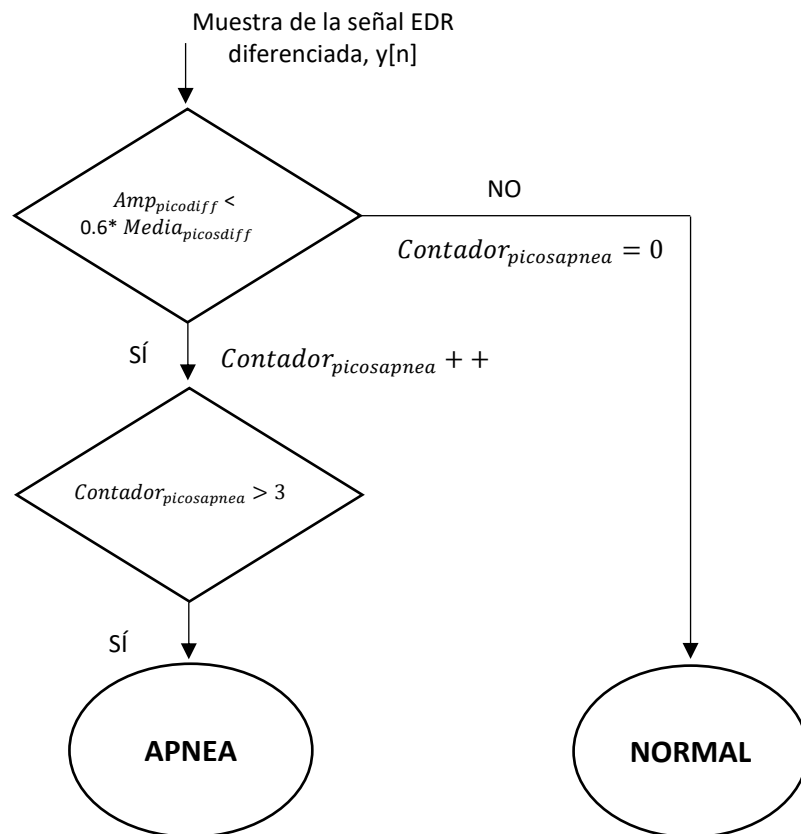 Muestra de la señal EDR
diferenciada, y[n]
Amp_picodiff <
0.6* Media_picosdiff
NO
Contador_picosapnea = 0
SÍ
Contador_picosapnea + +
Contador_picosapnea > 3
SÍ
APNEA
NORMAL